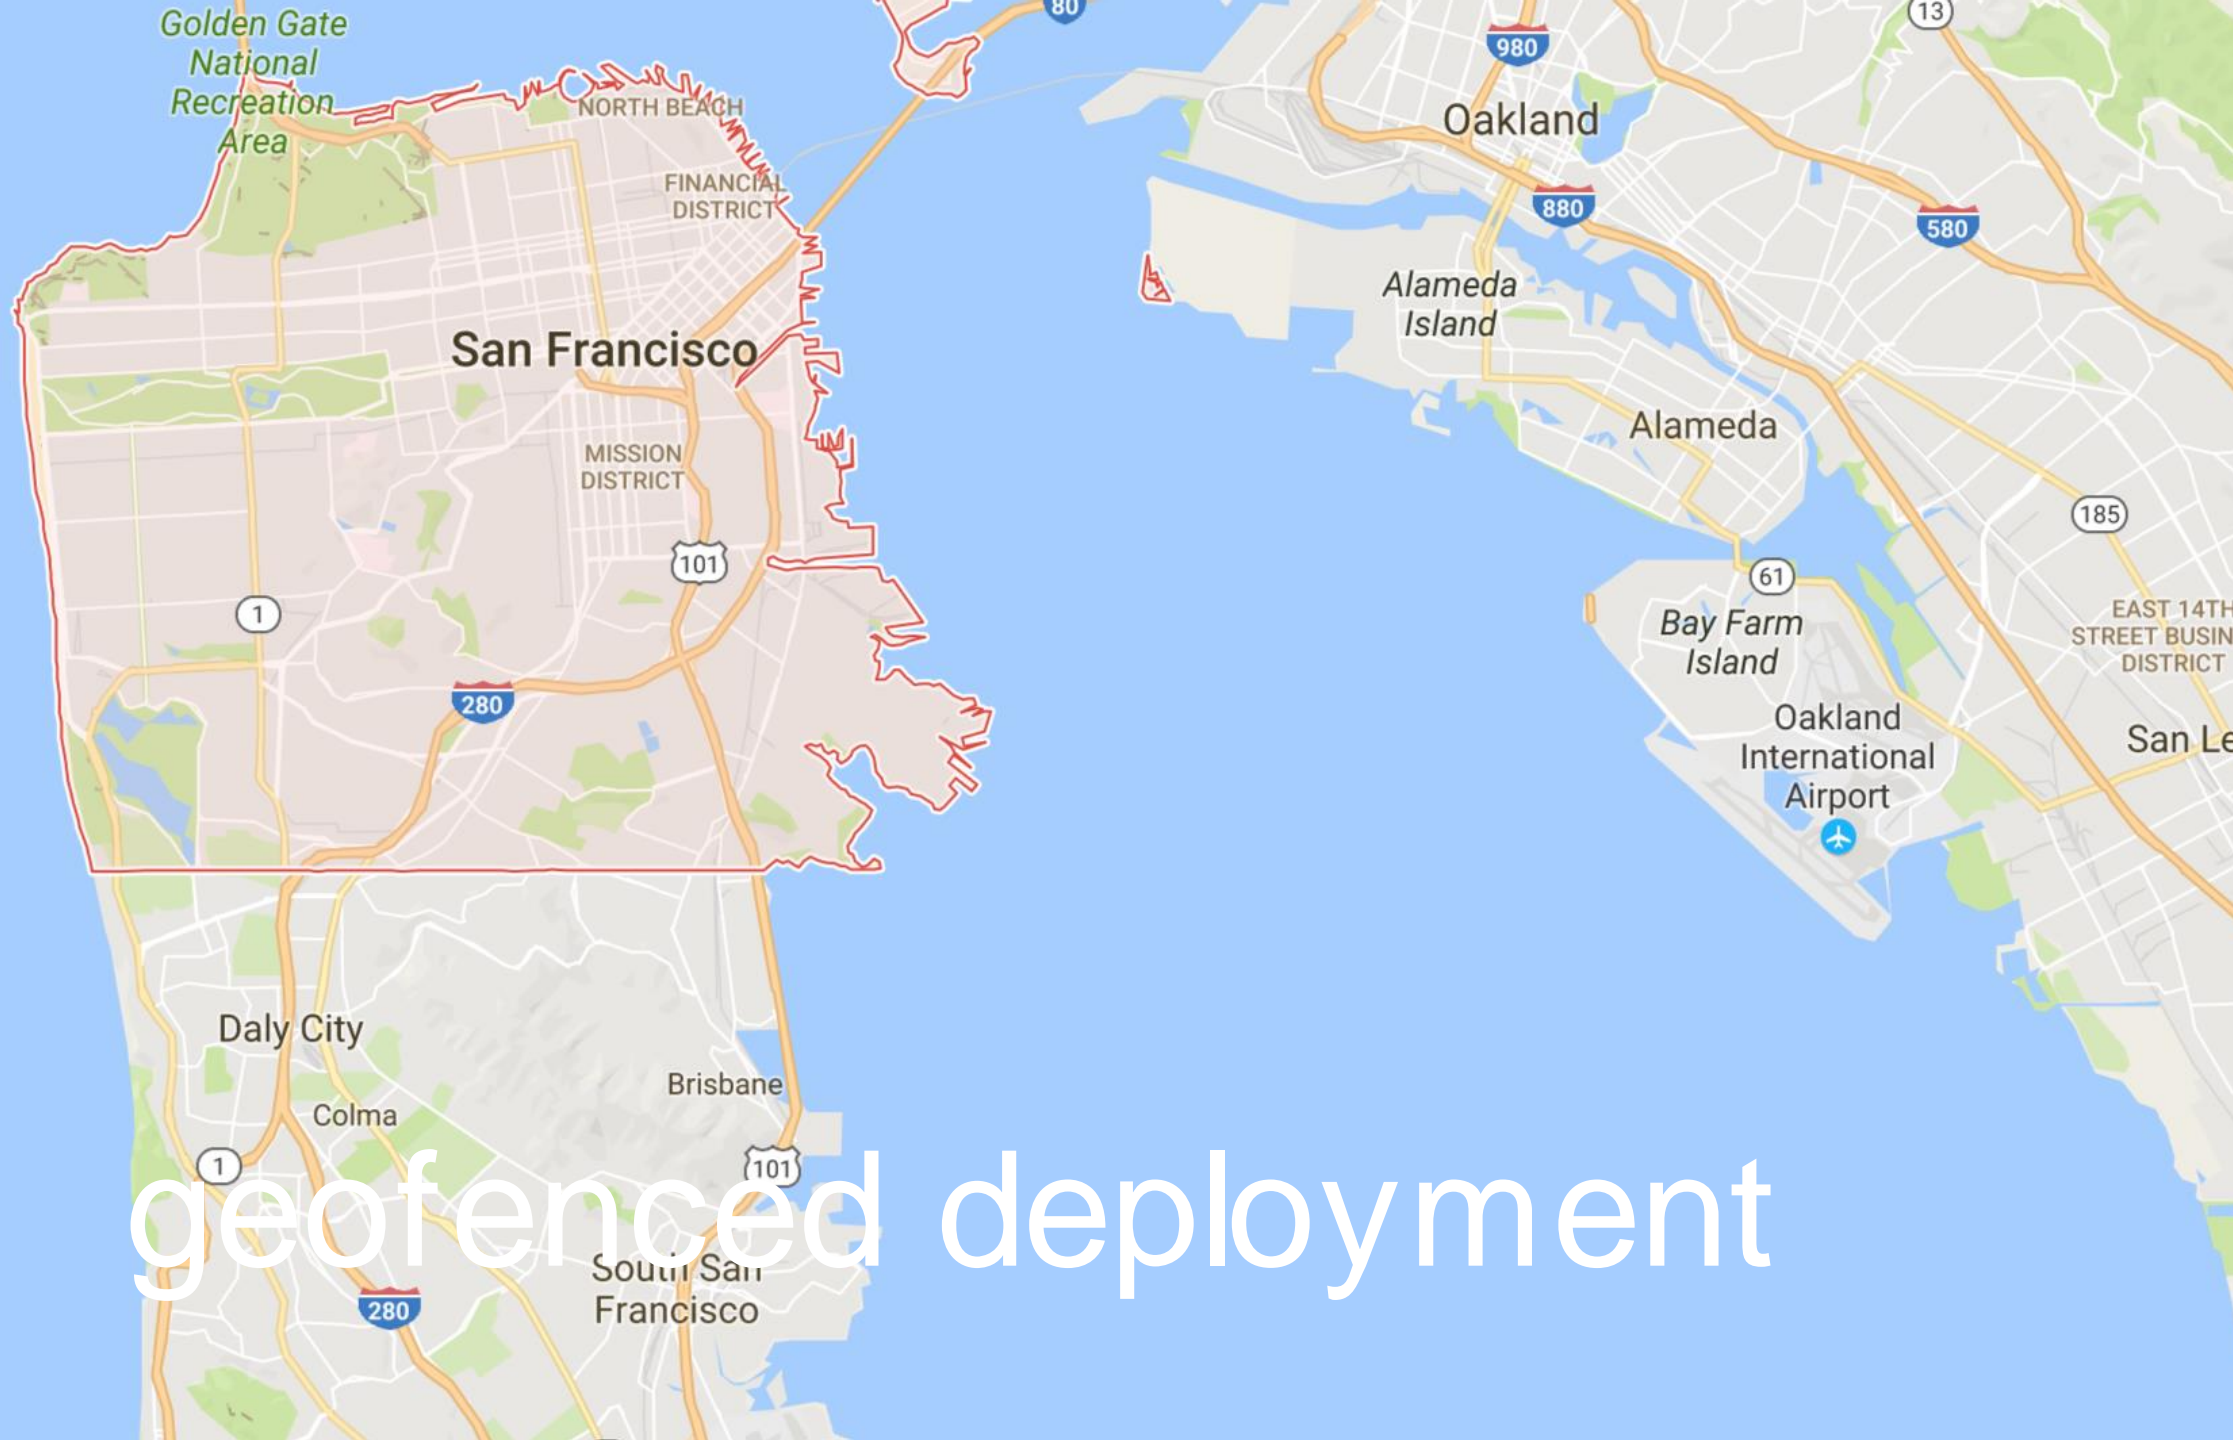 Golden Gate
National
Recreation
Area
80
13
980
NORTH BEACH
Oakland
FINANCIAL
DISTRICT
880
580
Alameda
Island
San Francisco
Alameda
MISSION
DISTRICT
185
101
61
1
Bay Farm
Island
EAST 14TH
STREET BUSIN
DISTRICT
280
Oakland
International
Airport
San Le
Daly City
Brisbane
Colma
1
101
geofenced deployment
South San
Francisco
280